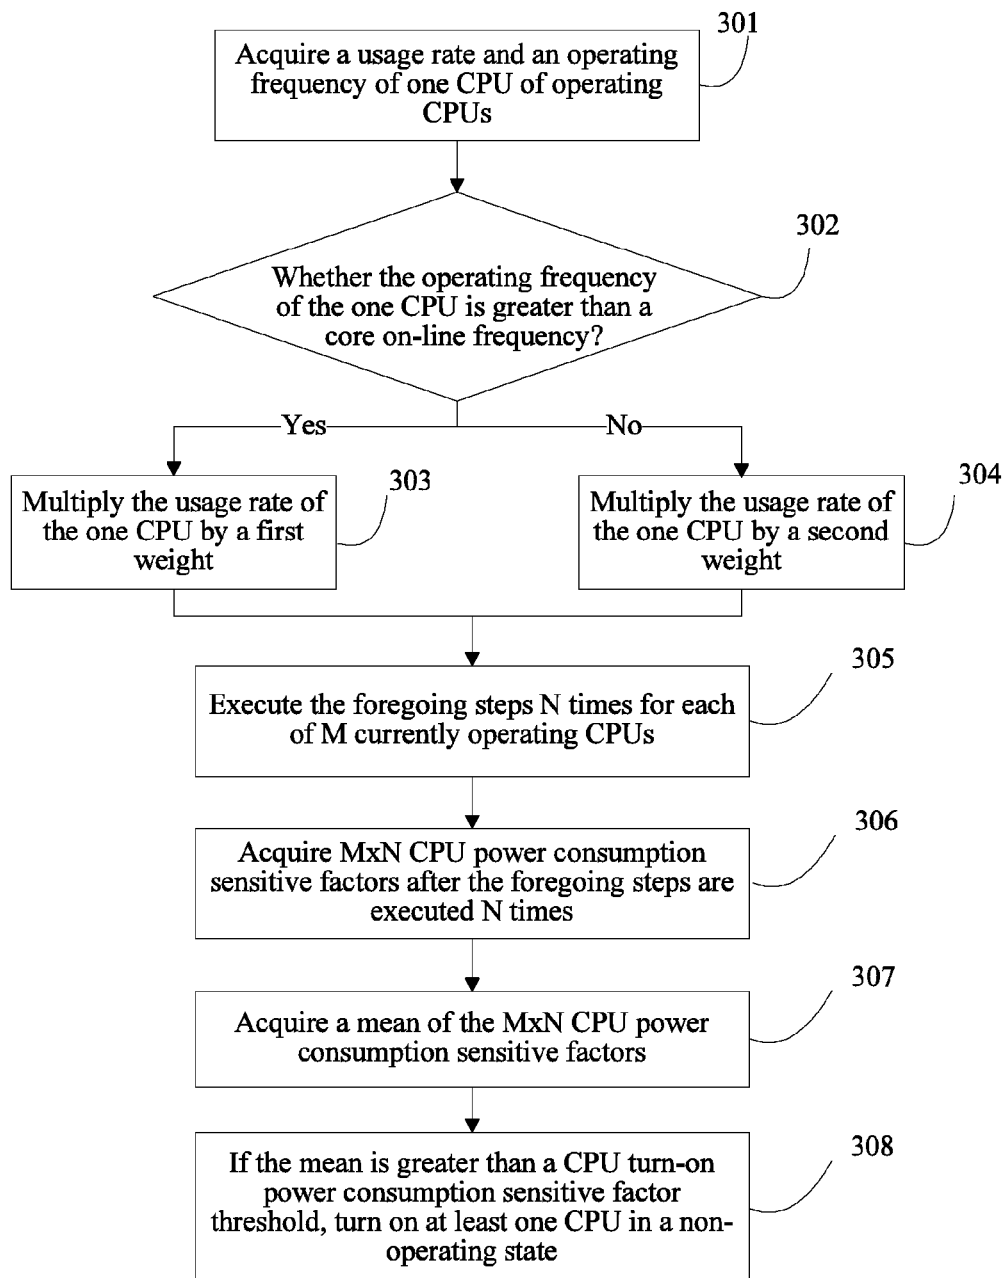 301
Acquire a usage rate and an operating
frequency of one CPU of operating
CPUs
302
Whether the operating frequency
of the one CPU is greater than a
core on-line frequency?
Yes
No
303
Multiply the usage rate of
the one CPU by a first
weight
304
Multiply the usage rate of
the one CPU by a second
weight
305
Execute the foregoing steps N times for each
of M currently operating CPUs
306
Acquire MxN CPU power consumption
sensitive factors after the foregoing steps are
executed N times
307
Acquire a mean of the MxN CPU power
consumption sensitive factors
308
If the mean is greater than a CPU turn-on
power consumption sensitive factor
threshold, turn on at least one CPU in a non-
operating state